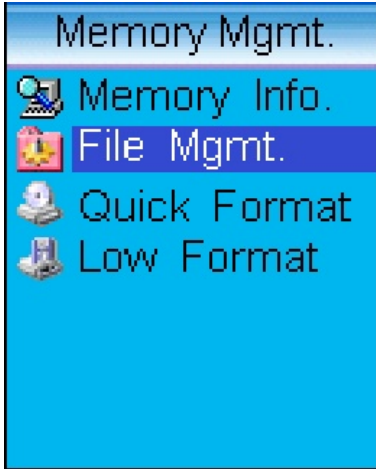 Memory Mgmt.
Memory Info.
File Mgmt.
Quick Format
Low Format